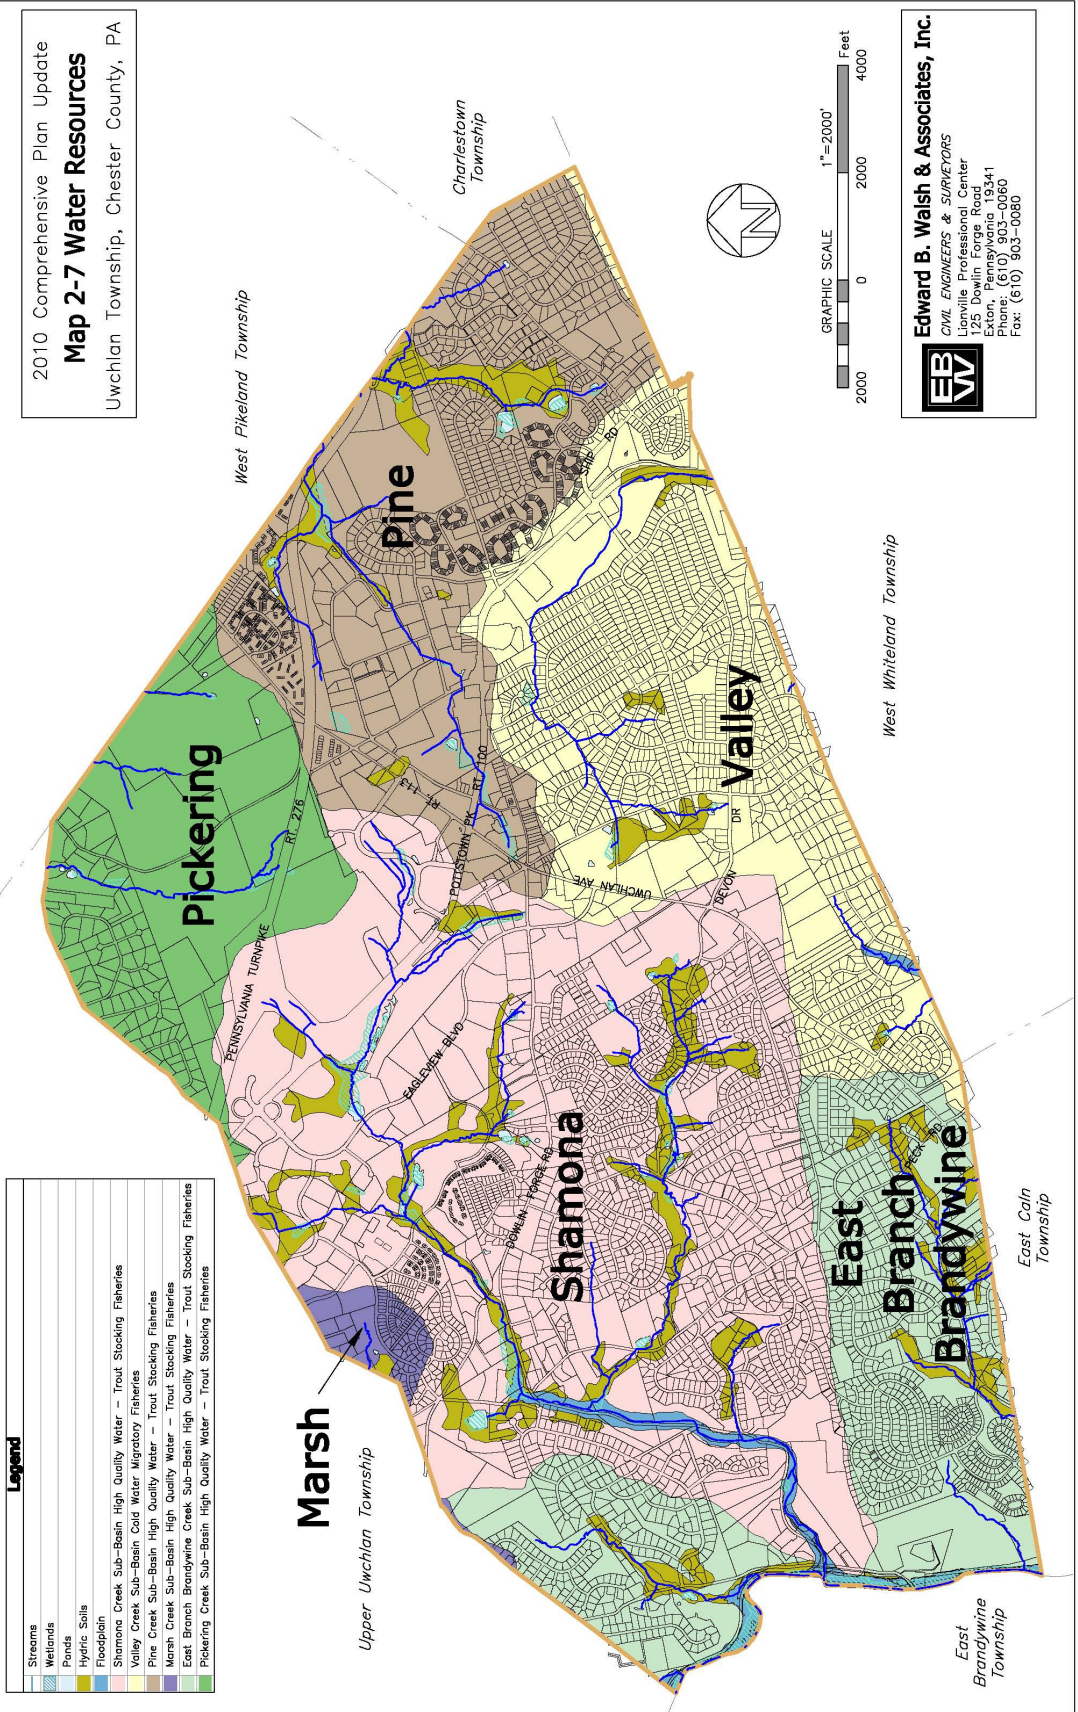 2010 Comprehensive Plan Update
Map 2-7 Water Resources
Uwchlan Township, Chester County, PA
Legend
Streams
Wetlands
Ponds
Hydric Soils
Floodplain
Shamona Creek Sub-Basin High Quality Water - Trout Stocking Fisheries
Valley Creek Sub-Basin Cold Water Migratory Fisheries
Pine Creek Sub-Basin High Quality Water - Trout Stocking Fisheries
Marsh Creek Sub-Basin High Quality Water - Trout Stocking Fisheries
East Branch Brandywine Creek Sub-Basin High Quality Water - Trout Stocking Fisheries
Pickering Creek Sub-Basin High Quality Water - Trout Stocking Fisheries
Upper Uwchlan Township
West Pikeland Township
Charlestown
Township
West Whiteland Township
East Caln
Township
East
Brandywine
Township
Marsh
Pickering
Pine
Shamona
Valley
East
Branch
Brandywine
PENNSYLVANIA TURNPIKE
RT. 276
EAGLEVIEW BLVD
POTTSTOWN PK
RT. 100
RT. 113
UWCHLAN AVE
DOWLIN FORGE RD
DEVON
DR
SHIP
RD
PECK RD
N
GRAPHIC SCALE
1"=2000'
2000
0
2000
4000
Feet
EB
W
Edward B. Walsh & Associates, Inc.
CIVIL ENGINEERS & SURVEYORS
Lionville Professional Center
125 Dowlin Forge Road
Exton, Pennsylvania 19341
Phone: (610) 903-0060
Fax: (610) 903-0080